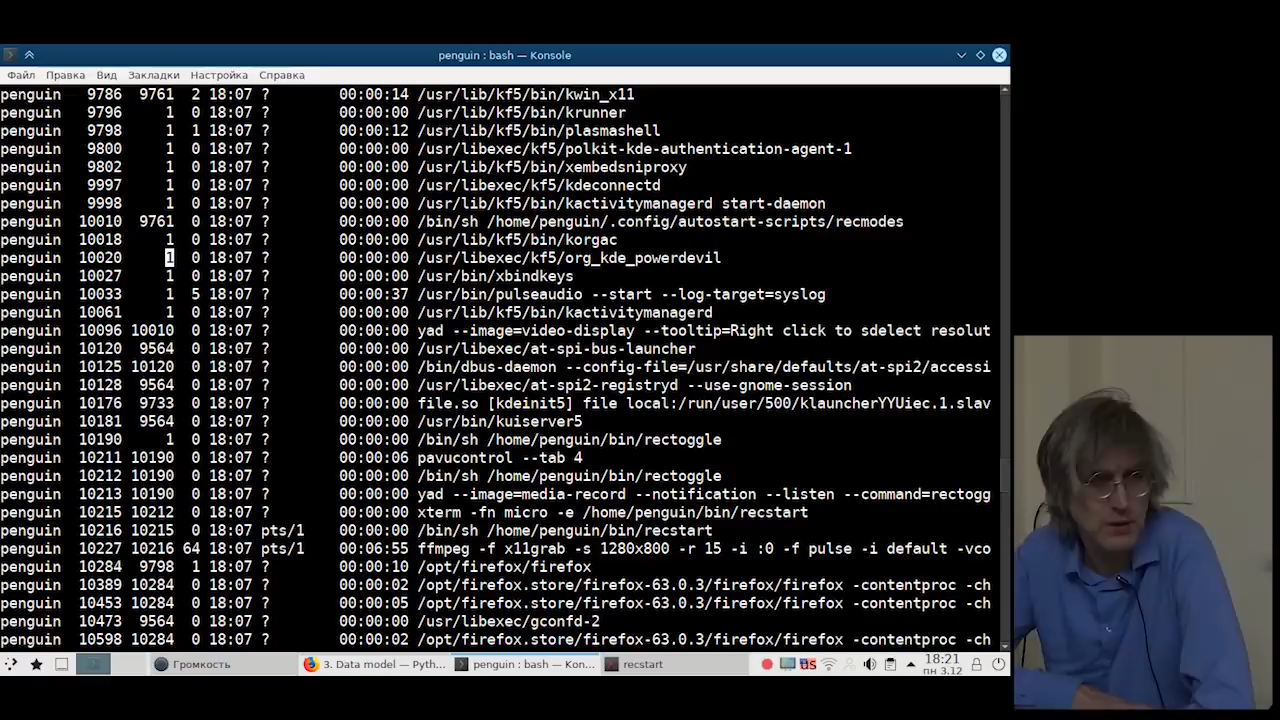 penguin : bash — Konsole
Файл Правка Вид Закладки Настройка Справка
penguin 9786 9761 2 18:07 ? 00:00:14 /usr/lib/kf5/bin/kwin_x11
penguin 9796 1 0 18:07 ? 00:00:00 /usr/lib/kf5/bin/krunner
penguin 9798 1 1 18:07 ? 00:00:12 /usr/lib/kf5/bin/plasmashell
penguin 9800 1 0 18:07 ? 00:00:00 /usr/libexec/kf5/polkit-kde-authentication-agent-1
penguin 9802 1 0 18:07 ? 00:00:00 /usr/lib/kf5/bin/xembedsniproxy
penguin 9997 1 0 18:07 ? 00:00:00 /usr/libexec/kf5/kdeconnectd
penguin 9998 1 0 18:07 ? 00:00:00 /usr/lib/kf5/bin/kactivitymanagerd start-daemon
penguin 10010 9761 0 18:07 ? 00:00:00 /bin/sh /home/penguin/.config/autostart-scripts/recmodes
penguin 10018 1 0 18:07 ? 00:00:00 /usr/lib/kf5/bin/korgac
penguin 10020 1 0 18:07 ? 00:00:00 /usr/libexec/kf5/org_kde_powerdevil
penguin 10027 1 0 18:07 ? 00:00:00 /usr/bin/xbindkeys
penguin 10033 1 5 18:07 ? 00:00:37 /usr/bin/pulseaudio --start --log-target=syslog
penguin 10061 1 0 18:07 ? 00:00:00 /usr/lib/kf5/bin/kactivitymanagerd
penguin 10096 10010 0 18:07 ? 00:00:00 yad --image=video-display --tooltip=Right click to sdelect resolut
penguin 10120 9564 0 18:07 ? 00:00:00 /usr/libexec/at-spi-bus-launcher
penguin 10125 10120 0 18:07 ? 00:00:00 /bin/dbus-daemon --config-file=/usr/share/defaults/at-spi2/accessi
penguin 10128 9564 0 18:07 ? 00:00:00 /usr/libexec/at-spi2-registryd --use-gnome-session
penguin 10176 9733 0 18:07 ? 00:00:00 file.so [kdeinit5] file local:/run/user/500/klauncherYYUiec.1.slav
penguin 10181 9564 0 18:07 ? 00:00:00 /usr/bin/kuiserver5
penguin 10190 1 0 18:07 ? 00:00:00 /bin/sh /home/penguin/bin/rectoggle
penguin 10211 10190 0 18:07 ? 00:00:06 pavucontrol --tab 4
penguin 10212 10190 0 18:07 ? 00:00:00 /bin/sh /home/penguin/bin/rectoggle
penguin 10213 10190 0 18:07 ? 00:00:00 yad --image=media-record --notification --listen --command=rectogg
penguin 10215 10212 0 18:07 ? 00:00:00 xterm -fn micro -e /home/penguin/bin/recstart
penguin 10216 10215 0 18:07 pts/1 00:00:00 /bin/sh /home/penguin/bin/recstart
penguin 10227 10216 64 18:07 pts/1 00:06:55 ffmpeg -f x11grab -s 1280x800 -r 15 -i :0 -f pulse -i default -vco
penguin 10284 9798 1 18:07 ? 00:00:10 /opt/firefox/firefox
penguin 10389 10284 0 18:07 ? 00:00:02 /opt/firefox.store/firefox-63.0.3/firefox/firefox -contentproc -ch
penguin 10453 10284 0 18:07 ? 00:00:05 /opt/firefox.store/firefox-63.0.3/firefox/firefox -contentproc -ch
penguin 10473 9564 0 18:07 ? 00:00:00 /usr/libexec/gconfd-2
penguin 10598 10284 0 18:07 ? 00:00:02 /opt/firefox.store/firefox-63.0.3/firefox/firefox -contentproc -ch
Громкость 3. Data model — Pyth... penguin : bash — Kon... recstart US 18:21
пн 3.12